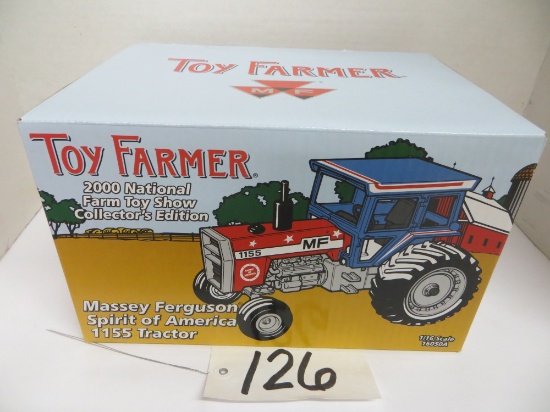 TOY FARMER®
MF
TOY FARMER®
2000 National
Farm Toy Show
Collector's Edition
1155
MF
Massey Ferguson
Spirit of America
1155 Tractor
1/16 Scale
16050A
126